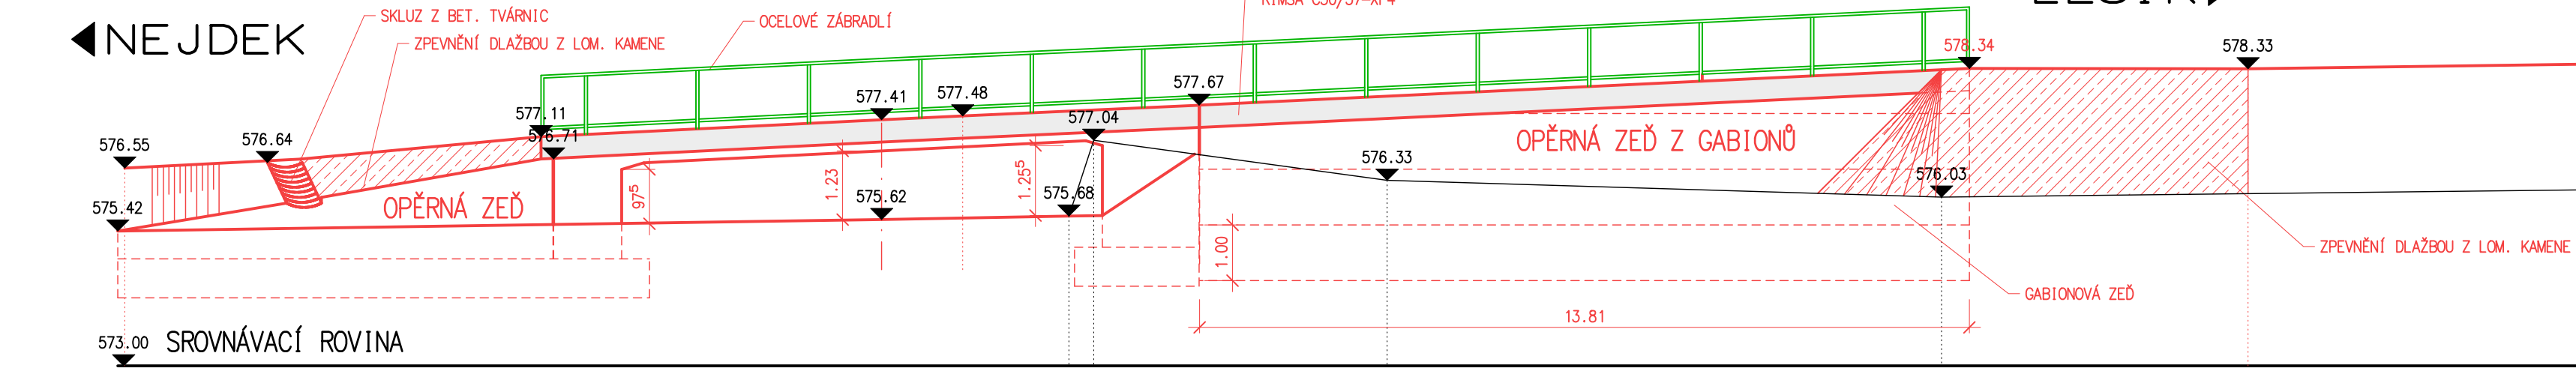 SKLUZ Z BET. TVÁRNIC
OCELOVÉ ZÁBRADLÍ
NEJDEK
ZPEVNĚNÍ DLAŽBOU Z LOM. KAMENE
578.34
578.33
577.67
577.48
577.41
577.11
577.04
576.71
576.64
576.55
OPĚRNÁ ZEĎ Z GABIONŮ
576.33
1.23
1.25⁵
97⁵
575.62
575.68
576.03
575.42
OPĚRNÁ ZEĎ
1.00
ZPEVNĚNÍ DLAŽBOU Z LOM. KAMENE
GABIONOVÁ ZEĎ
13.81
573.00
SROVNÁVACÍ ROVINA